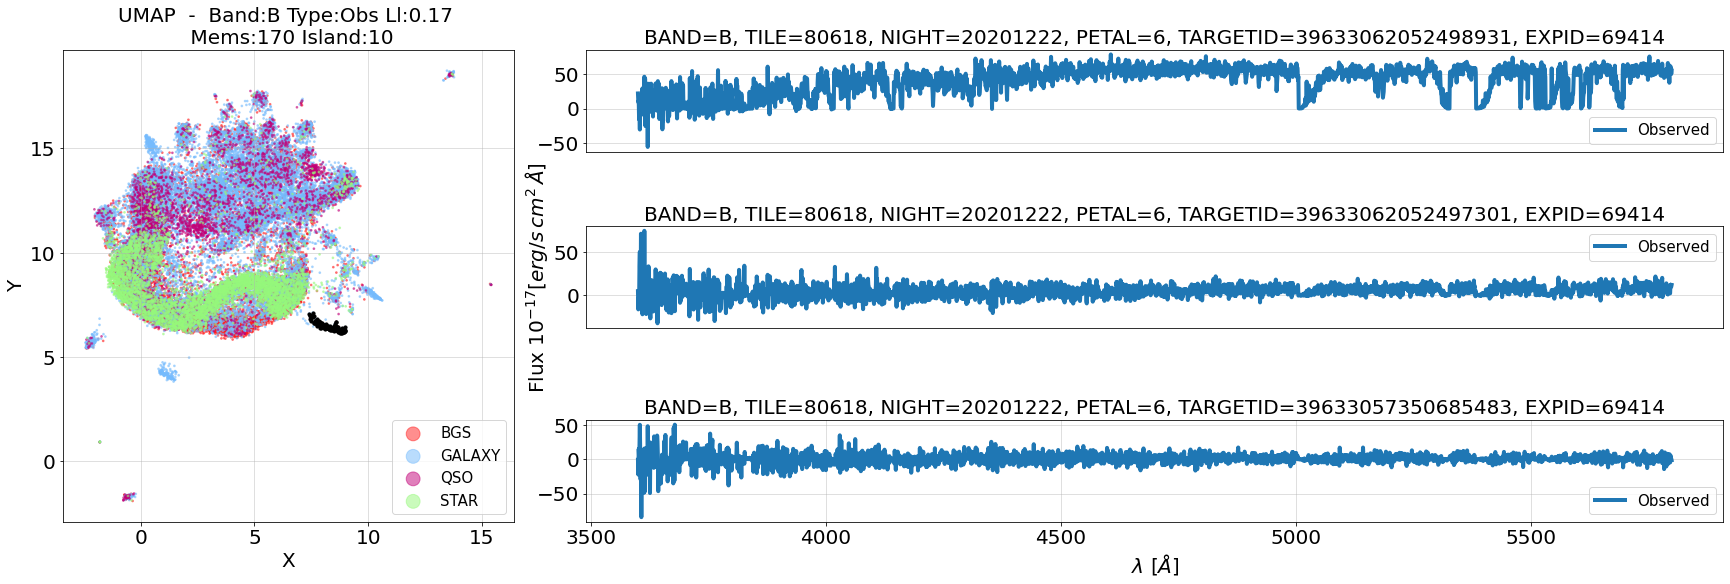 UMAP - Band:B Type:Obs Ll:0.17
Mems:170 Island:10
Y
15
10
5
0
0
5
10
15
X
BGS
GALAXY
QSO
STAR
Flux 10⁻¹⁷[erg/s cm² Å]
BAND=B, TILE=80618, NIGHT=20201222, PETAL=6, TARGETID=39633062052498931, EXPID=69414
50
0
−50
Observed
BAND=B, TILE=80618, NIGHT=20201222, PETAL=6, TARGETID=39633062052497301, EXPID=69414
50
0
Observed
BAND=B, TILE=80618, NIGHT=20201222, PETAL=6, TARGETID=39633057350685483, EXPID=69414
50
0
−50
Observed
3500
4000
4500
5000
5500
λ [Å]